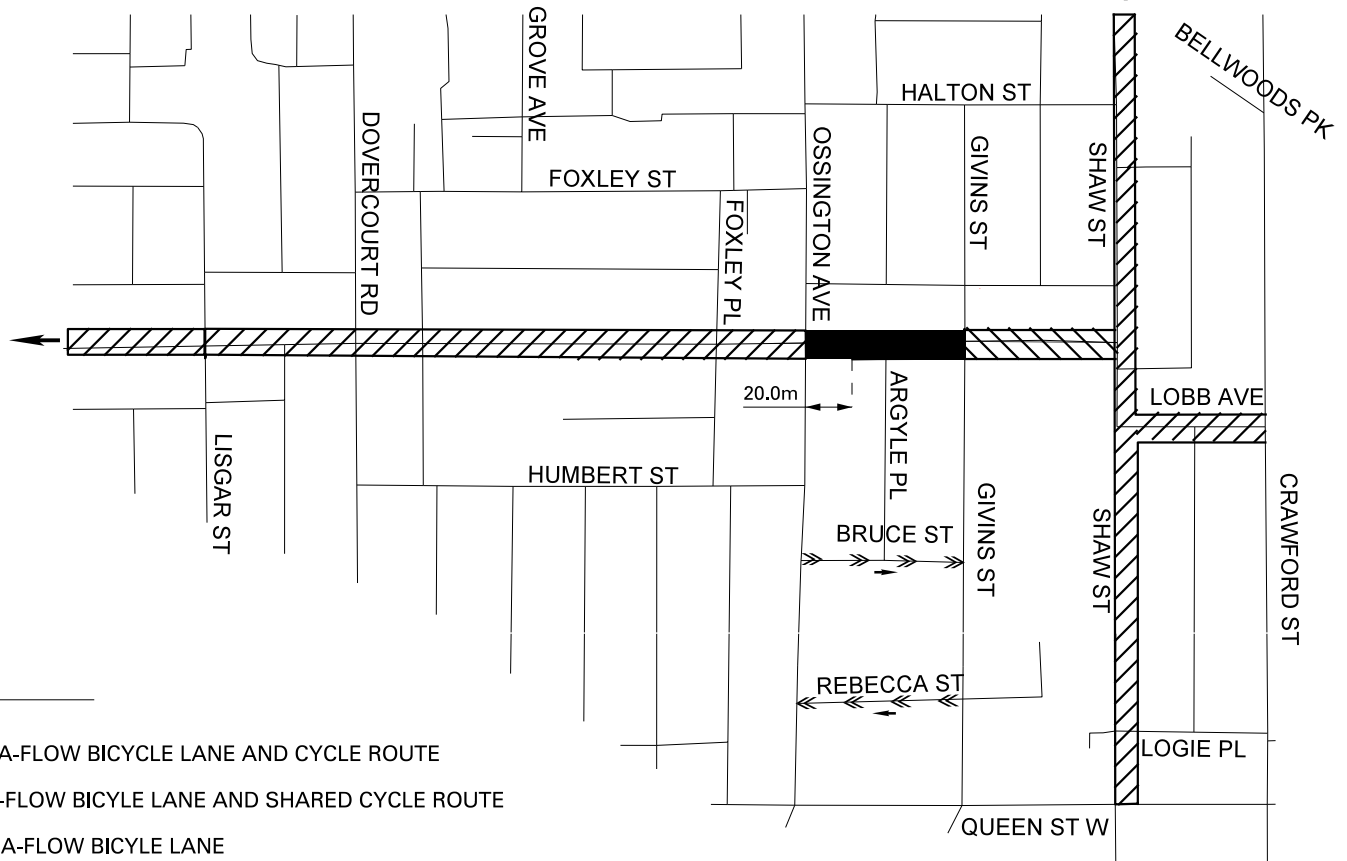 BELLWOODS PK
GROVE AVE
HALTON ST
DOVERCOURT RD
OSSINGTON AVE
GIVINS ST
SHAW ST
FOXLEY ST
FOXLEY PL
20.0m
ARGYLE PL
LOBB AVE
LISGAR ST
HUMBERT ST
GIVINS ST
SHAW ST
CRAWFORD ST
BRUCE ST
REBECCA ST
A-FLOW BICYCLE LANE AND CYCLE ROUTE
LOGIE PL
-FLOW BICYLE LANE AND SHARED CYCLE ROUTE
QUEEN ST W
A-FLOW BICYLE LANE